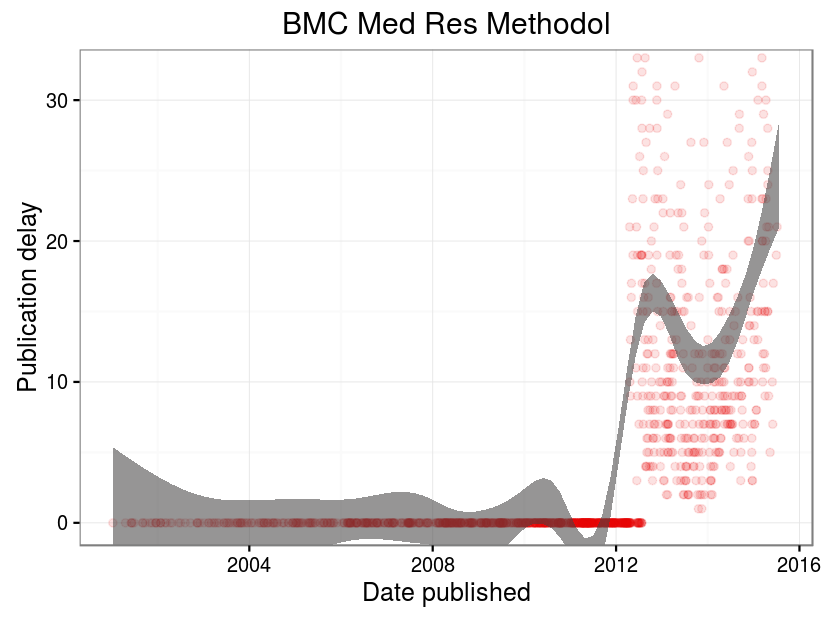 BMC Med Res Methodol
Publication delay
30
20
10
0
2004 2008 2012 2016
Date published